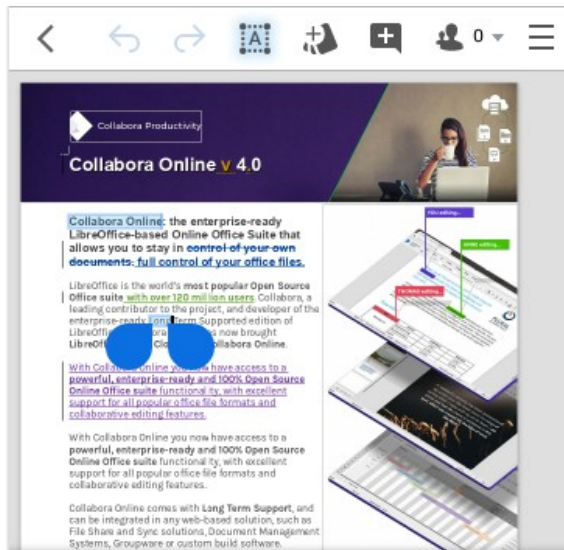 0
Collabora Productivity
Collabora Online v 4.0
Collabora Online: the enterprise-ready
LibreOffice-based Online Office Suite that
allows you to stay in control of your own
documents. full control of your office files.
LibreOffice is the world's most popular Open Source
Office suite with over 120 million users. Collabora, a
leading contributor to the project, and developer of the
enterprise-ready Long Term Supported edition of
now brought
Collabora Online.
With Collabora Online you now have access to a
powerful, enterprise-ready and 100% Open Source
Online Office suite functionality, with excellent
support for all popular office file formats and
collaborative editing features.
With Collabora Online you now have access to a
powerful, enterprise-ready and 100% Open Source
Online Office suite functionality, with excellent
support for all popular office file formats and
collaborative editing features.
Collabora Online comes with Long Term Support, and
can be integrated in any web-based solution, such as
File Share and Sync solutions, Document Management
Systems, Groupware or custom build software.